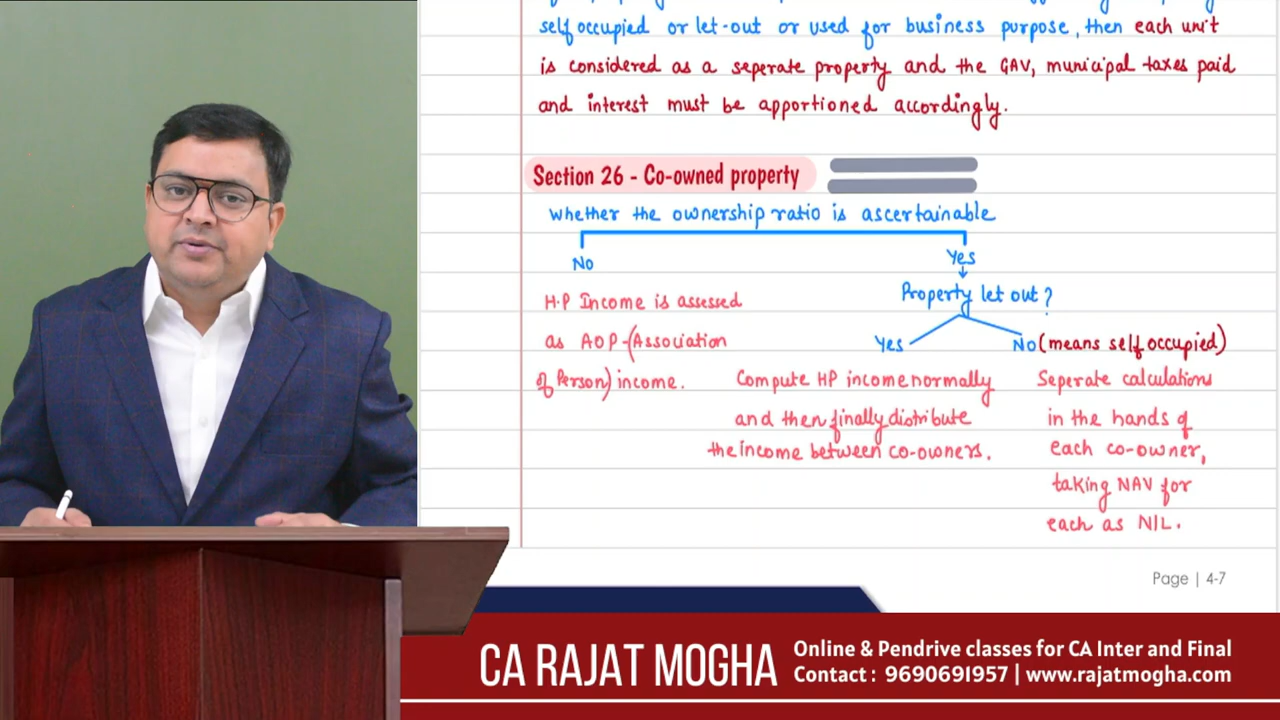 self occupied or let-out or used for business purpose, then each unit
is considered as a seperate property and the GAV, municipal taxes paid
and interest must be apportioned accordingly.
Section 26 - Co-owned property
Whether the ownership ratio is ascertainable
No
Yes
H.P Income is assessed
as AOP-(Association
of Person) income.
Property let out?
Yes
No (means self occupied)
Compute HP income normally
and then finally distribute
the income between co-owners.
Seperate calculations
in the hands of
each co-owner,
taking NAV for
each as NIL.
Page | 4-7
CA RAJAT MOGHA
Online & Pendrive classes for CA Inter and Final
Contact : 9690691957 | www.rajatmogha.com